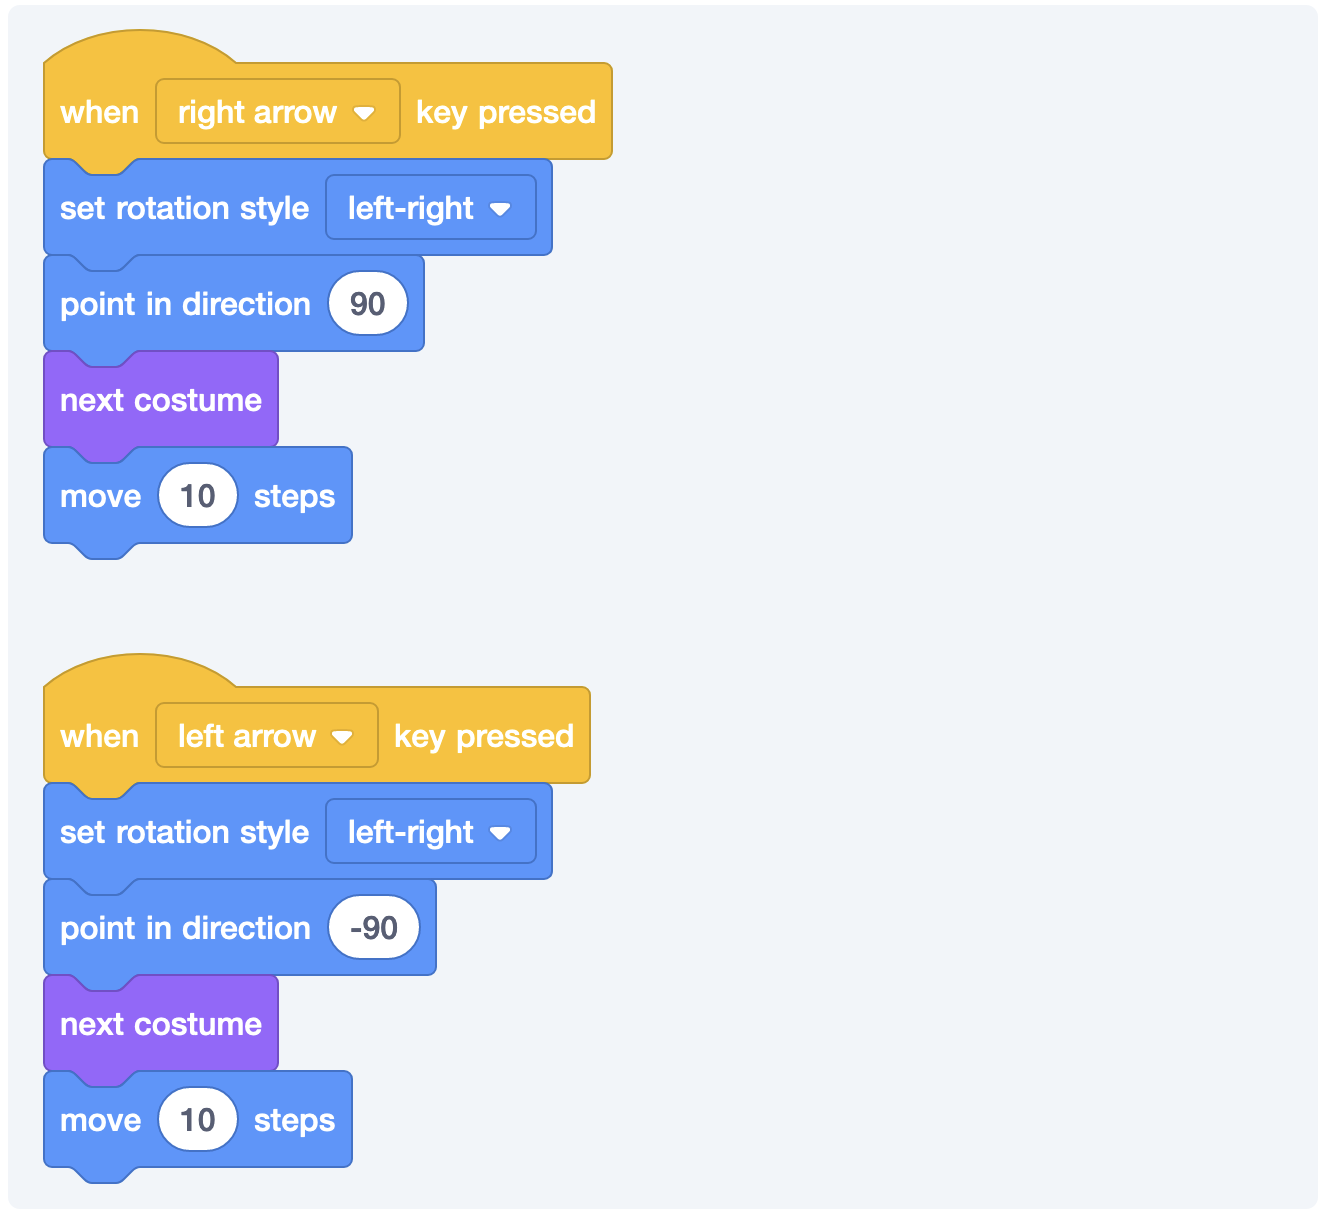 when right arrow key pressed
set rotation style left-right
point in direction 90
next costume
move 10 steps
when left arrow key pressed
set rotation style left-right
point in direction -90
next costume
move 10 steps